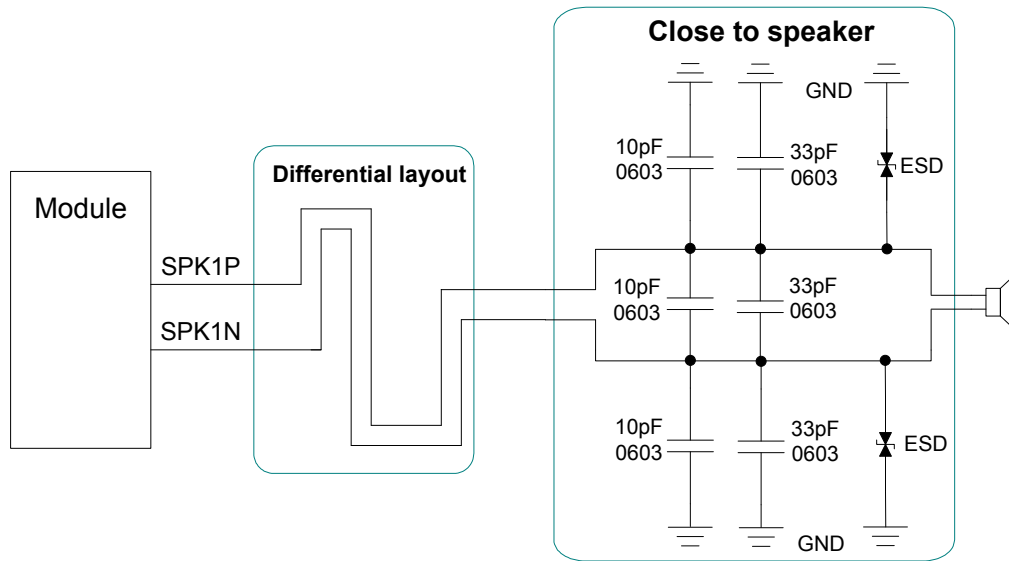 Close to speaker
GND
10pF
0603
33pF
0603
ESD
Differential layout
Module
SPK1P
SPK1N
10pF
0603
33pF
0603
10pF
0603
33pF
0603
ESD
GND